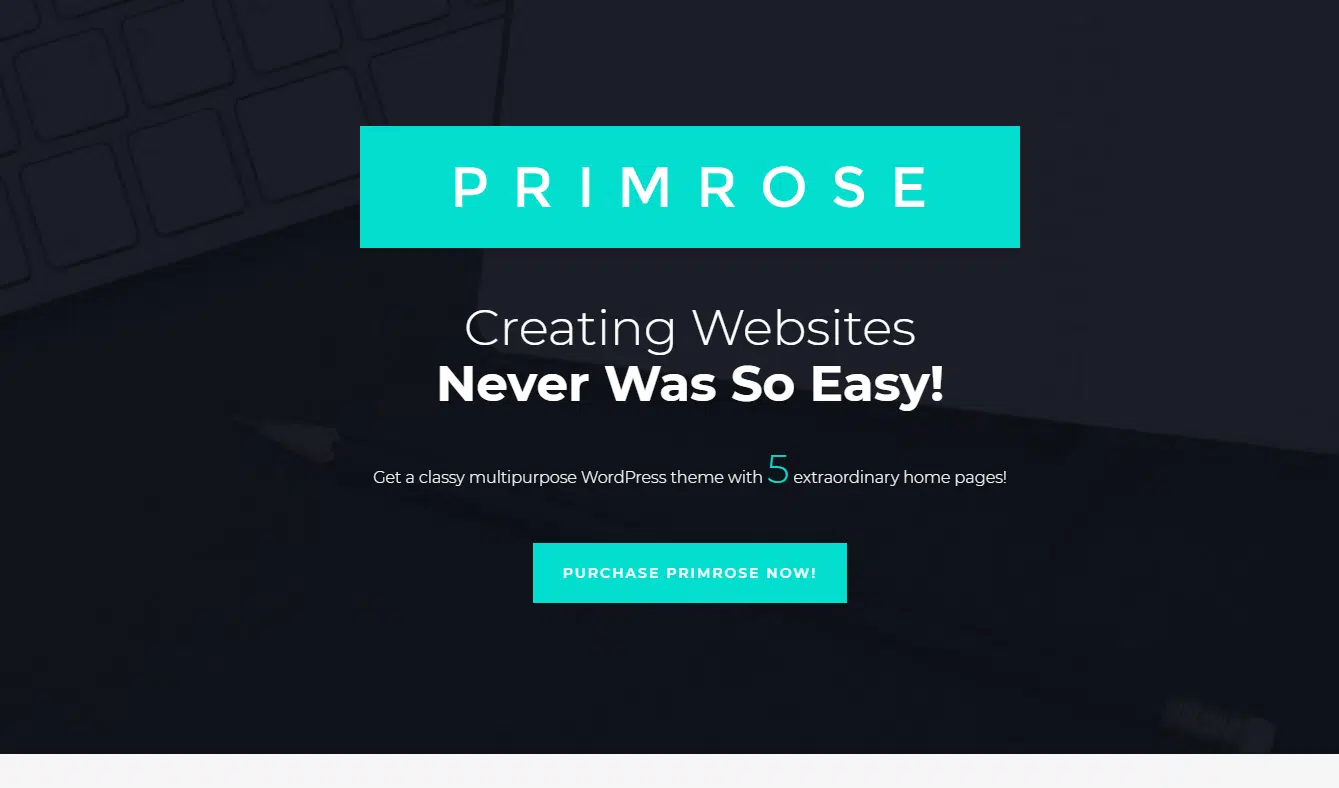 PRIMROSE
Creating Websites
Never Was So Easy!
Get a classy multipurpose WordPress theme with 5 extraordinary home pages!
PURCHASE PRIMROSE NOW!